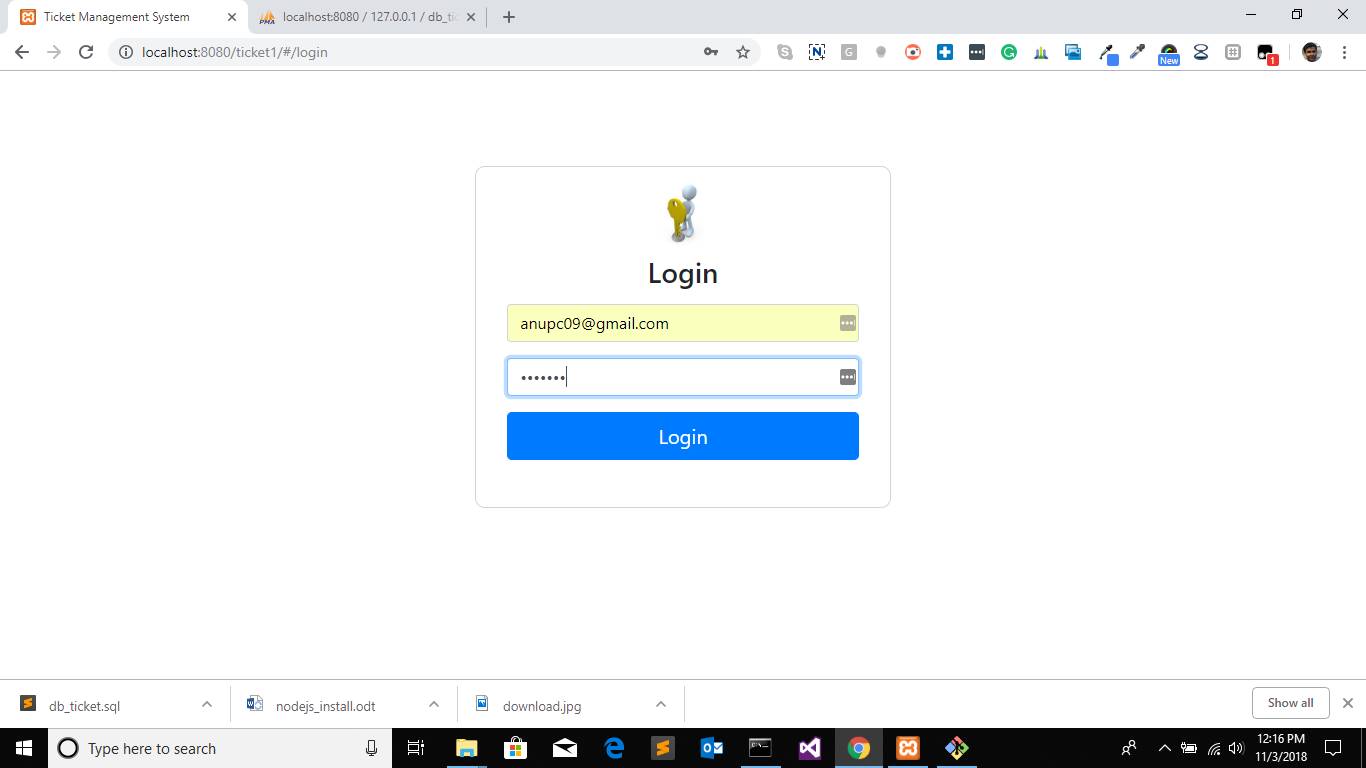 Ticket Management System
localhost:8080 / 127.0.0.1 / db_tic
PMA
localhost:8080/ticket1/#/login
New
1
Login
anupc09@gmail.com
•••••••
Login
db_ticket.sql
nodejs_install.odt
download.jpg
Show all
Type here to search
12:16 PM
11/3/2018